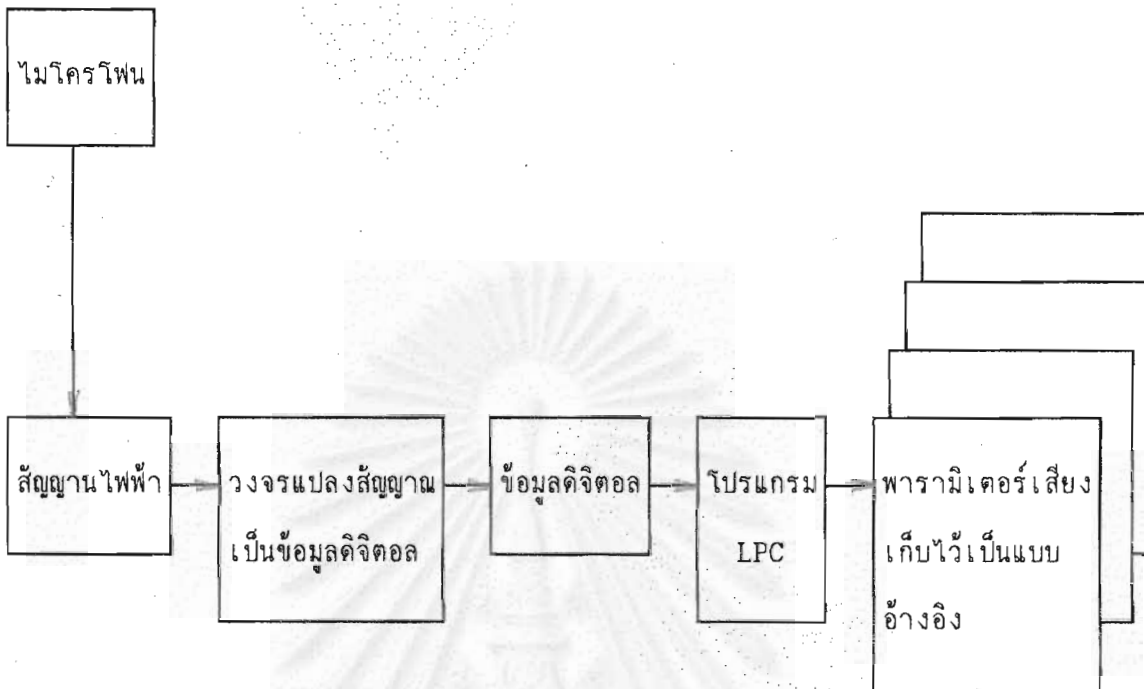 ไมโครโฟน
สัญญานไฟฟ้า
วงจรแปลงสัญญาณ
เป็นข้อมูลดิจิตอล
ข้อมูลดิจิตอล
โปรแกรม
LPC
พารามิเตอร์เสียง
เก็บไว้เป็นแบบ
อ้างอิง